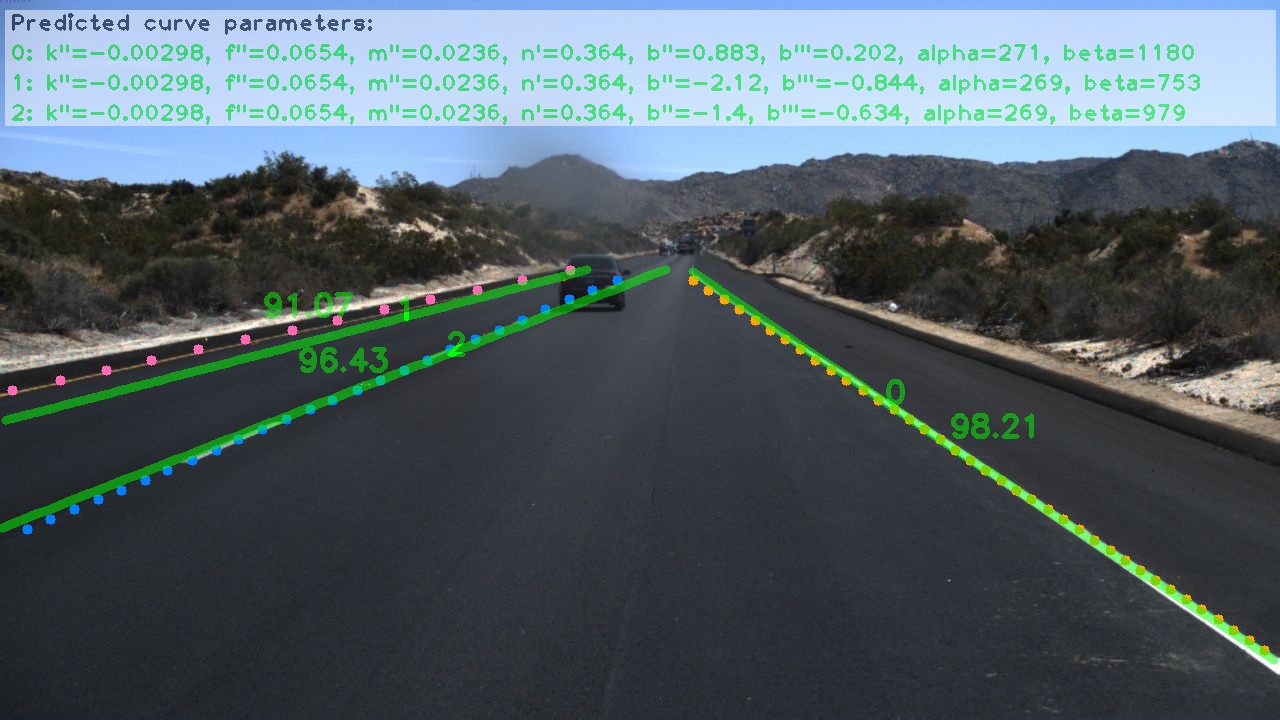 Predicted curve parameters:
0: k''=-0.00298, f''=0.0654, m''=0.0236, n'=0.364, b''=0.883, b'''=0.202, alpha=271, beta=1180
1: k''=-0.00298, f''=0.0654, m''=0.0236, n'=0.364, b''=-2.12, b'''=-0.844, alpha=269, beta=753
2: k''=-0.00298, f''=0.0654, m''=0.0236, n'=0.364, b''=-1.4, b'''=-0.634, alpha=269, beta=979
91.07
1
96.43
2
0
98.21